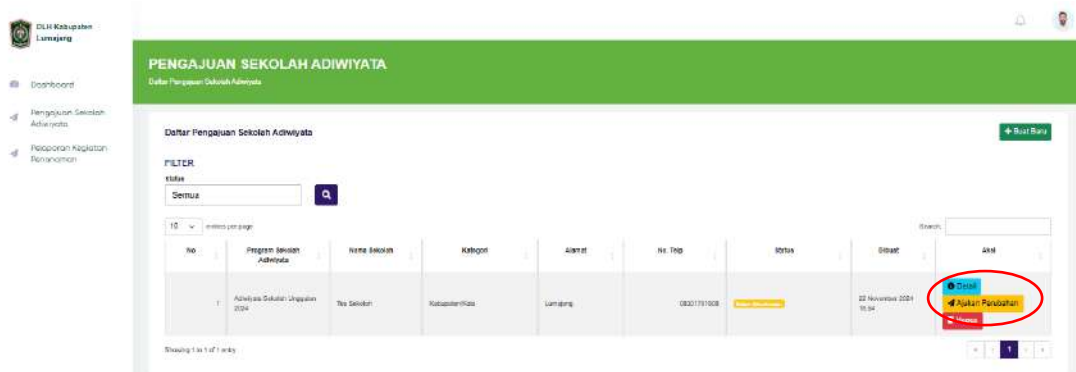 DLH Kabupaten
Lumajang
Dashboard
Pengajuan Sekolah
Adiwiyata
Pelaporan Kegiatan
Penanaman
PENGAJUAN SEKOLAH ADIWIYATA
Daftar Pengajuan Sekolah Adiwiyata
Daftar Pengajuan Sekolah Adiwiyata
+ Buat Baru
FILTER
Status
Semua
10 entries per page
Search:
No Program Sekolah Adiwiyata Nama Sekolah Kategori Alamat No. Telp Status Dibuat Aksi
1 Adiwiyata Sekolah Unggulan 2024 Tes Sekolah Kabupaten/Kota Lumajang 22 November 2024
Detail
Ajukan Perubahan
Hapus
Showing 1 to 1 of 1 entry
« ‹ 1 › »